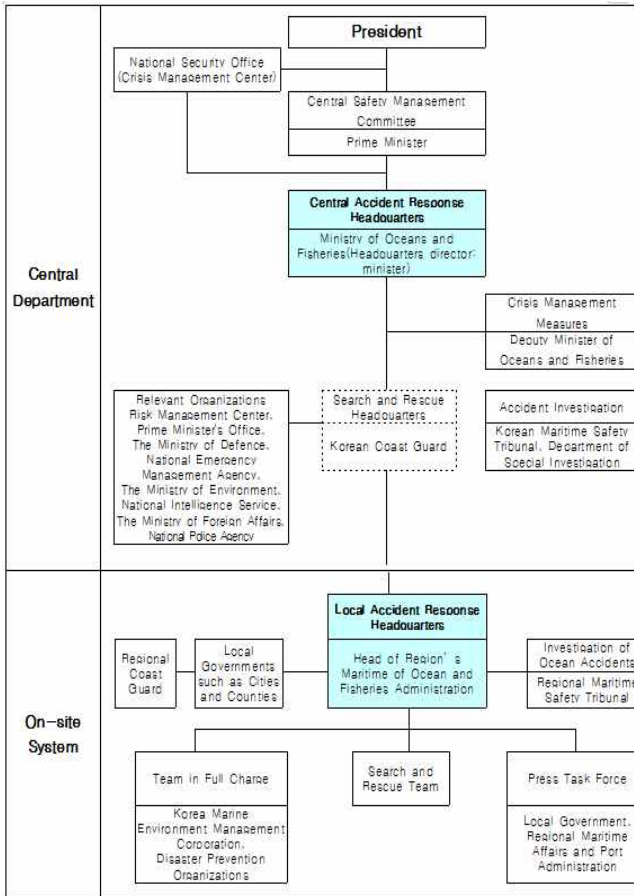 President
National Security Office
(Crisis Management Center)
Central Safety Management
Committee
Prime Minister
Central Accident Response
Headquarters
Ministry of Oceans and
Fisheries(Headquarters director:
minister)
Central
Department
Crisis Management
Measures
Deputy Minister of
Oceans and Fisheries
Relevant Organizations
Risk Management Center,
Prime Minister's Office,
The Ministry of Defence,
National Emergency
Management Agency,
The Ministry of Environment,
National Intelligence Service,
The Ministry of Foreign Affairs,
National Police Agency
Search and Rescue
Headquarters
Korean Coast Guard
Accident Investigation
Korean Maritime Safety
Tribunal, Department of
Special Investigation
On-site
System
Local Accident Response
Headquarters
Head of Region's
Maritime of Ocean and
Fisheries Administration
Regional
Coast
Guard
Local
Governments
such as Cities
and Counties
Investigation of
Ocean Accidents
Regional Maritime
Safety Tribunal
Team in Full Charge
Korea Marine
Environment Management
Corporation,
Disaster Prevention
Organizations
Search and
Rescue Team
Press Task Force
Local Government,
Regional Maritime
Affairs and Port
Administration